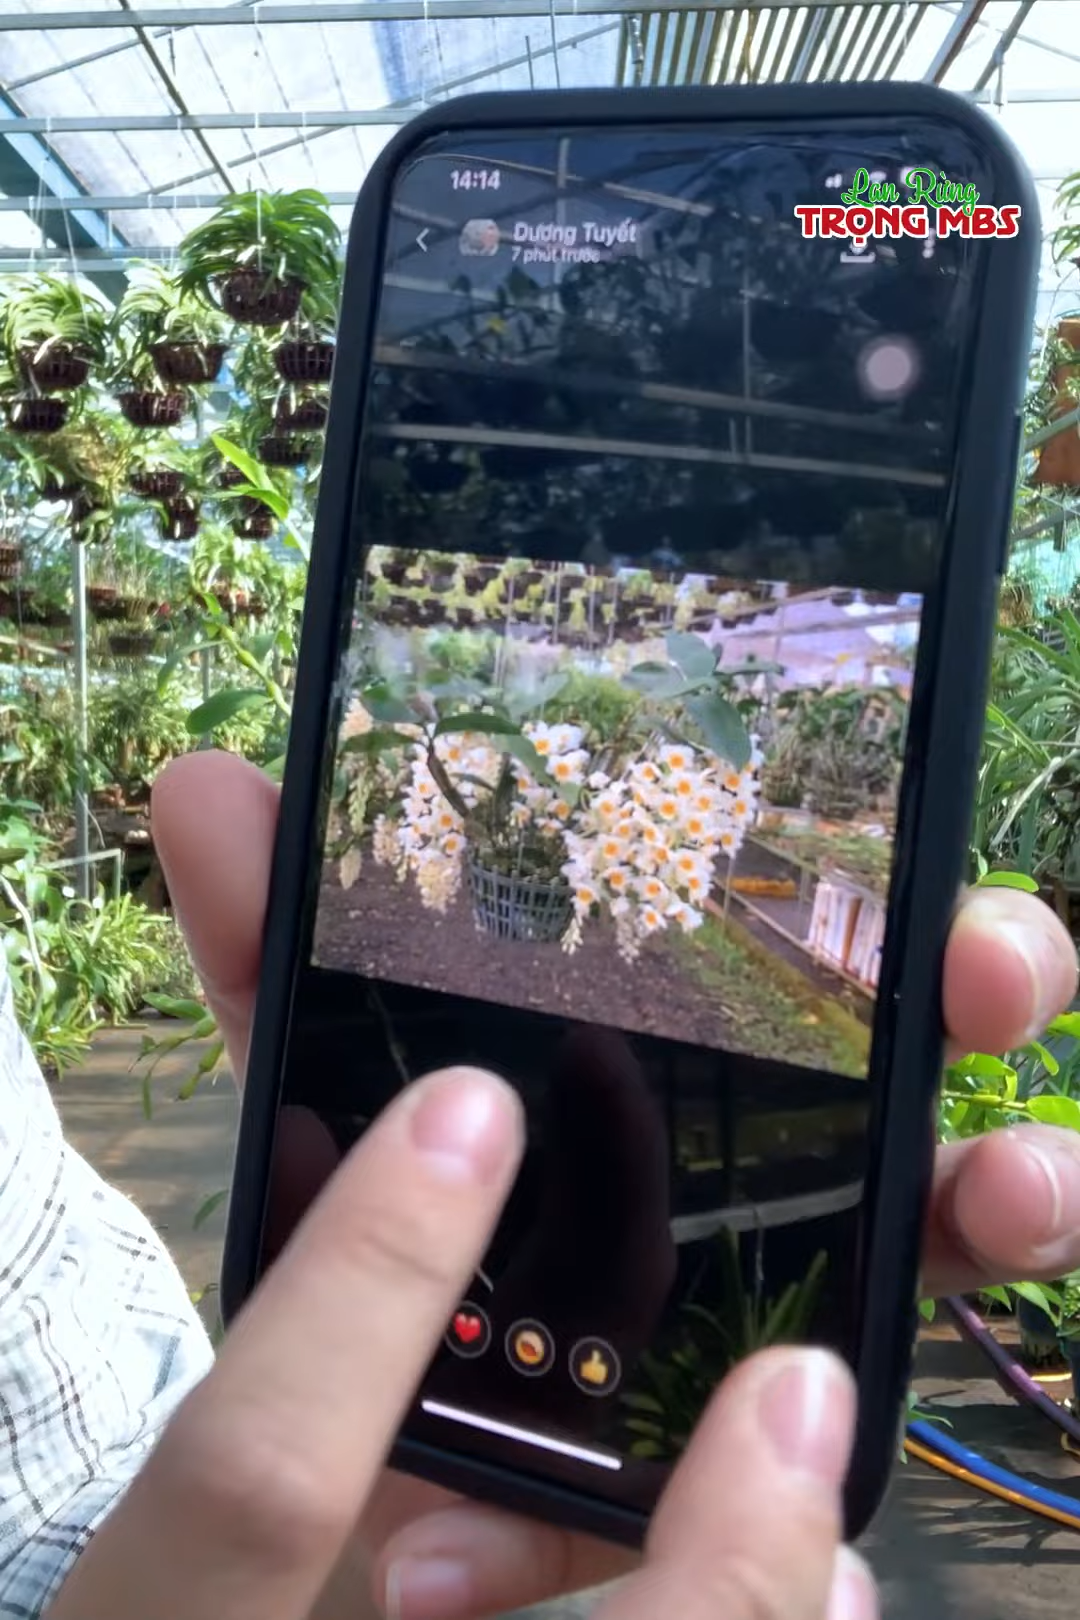 14:14
Lan Rừng
TRỌNG MBS
Dương Tuyết
7 phút trước